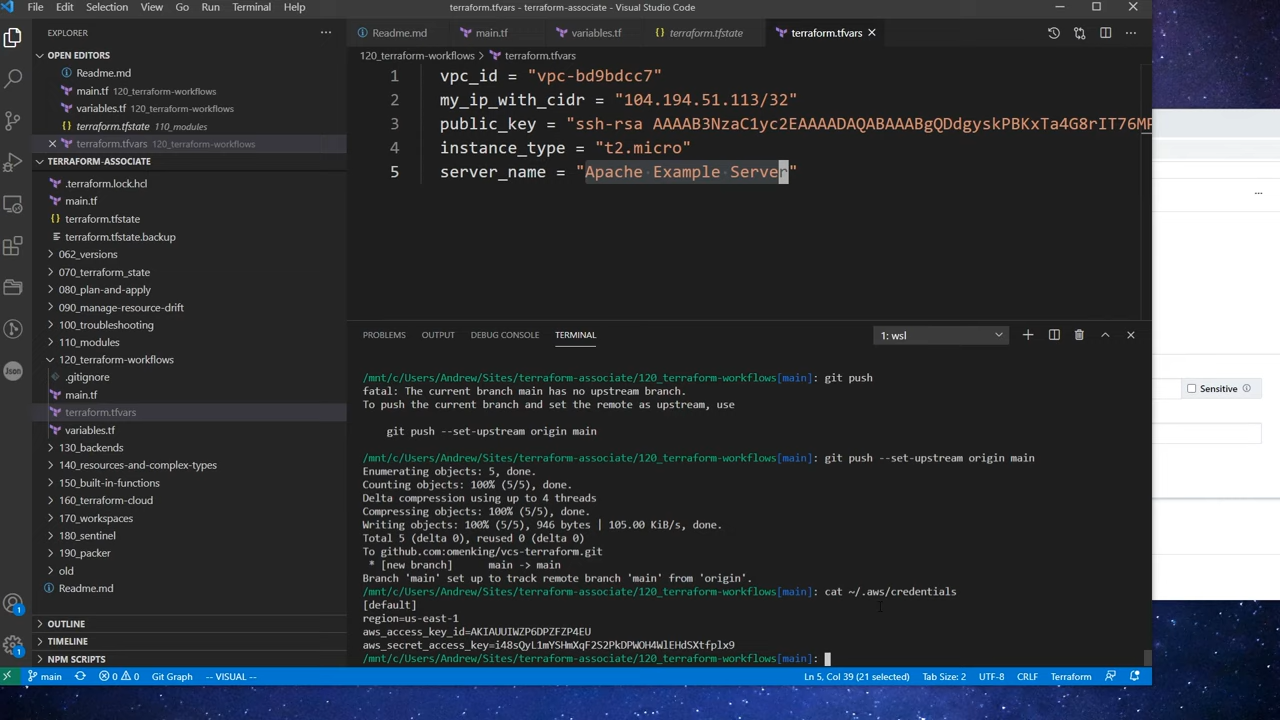 File Edit Selection View Go Run Terminal Help
terraform.tfvars - terraform-associate - Visual Studio Code
EXPLORER
OPEN EDITORS
Readme.md
main.tf 120_terraform-workflows
variables.tf 120_terraform-workflows
terraform.tfstate 110_modules
terraform.tfvars 120_terraform-workflows
TERRAFORM-ASSOCIATE
.terraform.lock.hcl
main.tf
terraform.tfstate
terraform.tfstate.backup
062_versions
070_terraform_state
080_plan-and-apply
090_manage-resource-drift
100_troubleshooting
110_modules
120_terraform-workflows
.gitignore
main.tf
terraform.tfvars
variables.tf
130_backends
140_resources-and-complex-types
150_built-in-functions
160_terraform-cloud
170_workspaces
180_sentinel
190_packer
old
Readme.md
OUTLINE
TIMELINE
NPM SCRIPTS
Json
1
1
Readme.md main.tf variables.tf terraform.tfstate terraform.tfvars
120_terraform-workflows > terraform.tfvars
1 vpc_id = "vpc-bd9bdcc7"
2 my_ip_with_cidr = "104.194.51.113/32"
3 public_key = "ssh-rsa AAAAB3NzaC1yc2EAAAADAQABAAABgQDdgyskPBKxTa4G8rIT76MP
4 instance_type = "t2.micro"
5 server_name = "Apache Example Server"
PROBLEMS OUTPUT DEBUG CONSOLE TERMINAL
1: wsl
/mnt/c/Users/Andrew/Sites/terraform-associate/120_terraform-workflows[main]: git push
fatal: The current branch main has no upstream branch.
To push the current branch and set the remote as upstream, use
git push --set-upstream origin main
/mnt/c/Users/Andrew/Sites/terraform-associate/120_terraform-workflows[main]: git push --set-upstream origin main
Enumerating objects: 5, done.
Counting objects: 100% (5/5), done.
Delta compression using up to 4 threads
Compressing objects: 100% (5/5), done.
Writing objects: 100% (5/5), 946 bytes | 105.00 KiB/s, done.
Total 5 (delta 0), reused 0 (delta 0)
To github.com:omenking/vcs-terraform.git
* [new branch] main -> main
Branch 'main' set up to track remote branch 'main' from 'origin'.
/mnt/c/Users/Andrew/Sites/terraform-associate/120_terraform-workflows[main]: cat ~/.aws/credentials
[default]
region=us-east-1
aws_access_key_id=AKIAUUIWZP6DPZFZP4EU
aws_secret_access_key=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
/mnt/c/Users/Andrew/Sites/terraform-associate/120_terraform-workflows[main]:
Sensitive
main 0 0 Git Graph -- VISUAL -- Ln 5, Col 39 (21 selected) Tab Size: 2 UTF-8 CRLF Terraform